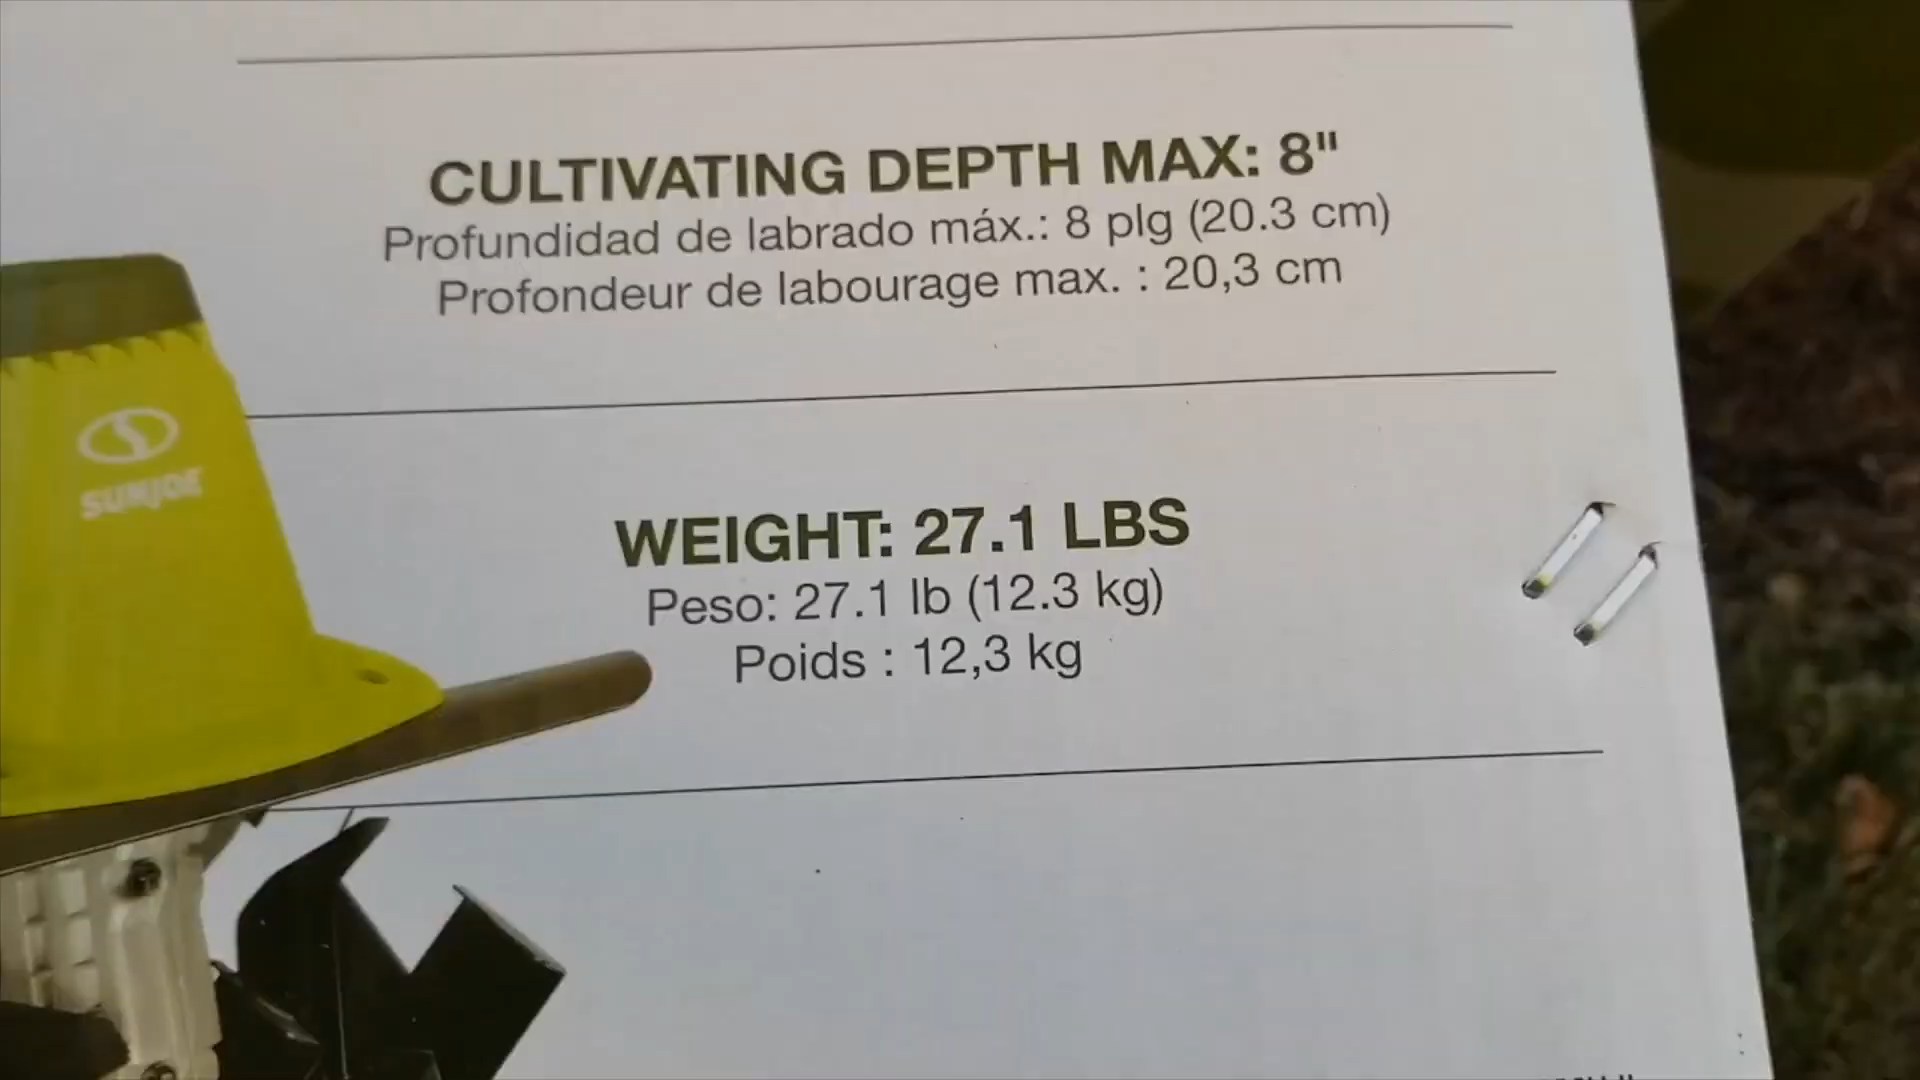 CULTIVATING DEPTH MAX: 8"
Profundidad de labrado máx.: 8 plg (20.3 cm)
Profondeur de labourage max. : 20,3 cm
SUNJOE
WEIGHT: 27.1 LBS
Peso: 27.1 lb (12.3 kg)
Poids : 12,3 kg